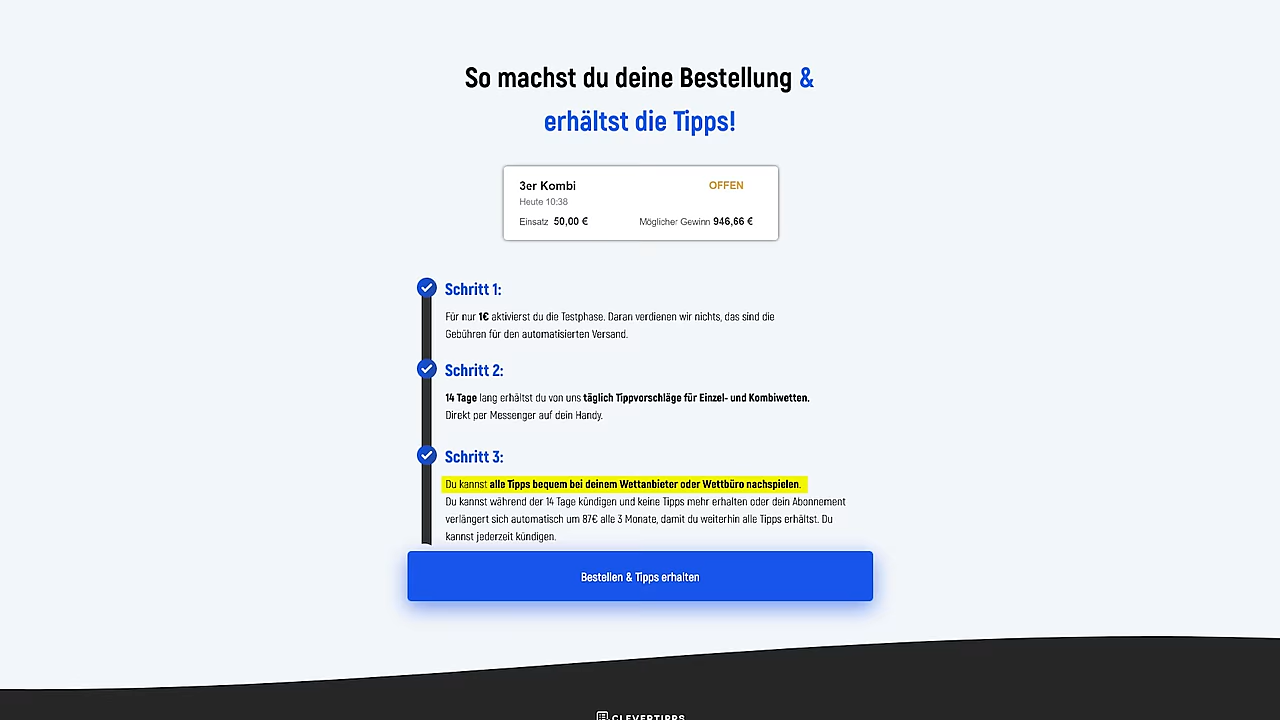 So machst du deine Bestellung &
erhältst die Tipps!
3er Kombi OFFEN
Heute 10:38
Einsatz 50,00 € Möglicher Gewinn 946,66 €
Schritt 1:
Für nur 1€ aktivierst du die Testphase. Daran verdienen wir nichts, das sind die
Gebühren für den automatisierten Versand.
Schritt 2:
14 Tage lang erhältst du von uns täglich Tippvorschläge für Einzel- und Kombiwetten.
Direkt per Messenger auf dein Handy.
Schritt 3:
Du kannst alle Tipps bequem bei deinem Wettanbieter oder Wettbüro nachspielen.
Du kannst während der 14 Tage kündigen und keine Tipps mehr erhalten oder dein Abonnement
verlängert sich automatisch um 87€ alle 3 Monate, damit du weiterhin alle Tipps erhältst. Du
kannst jederzeit kündigen.
Bestellen & Tipps erhalten
CLEVERTIPPS